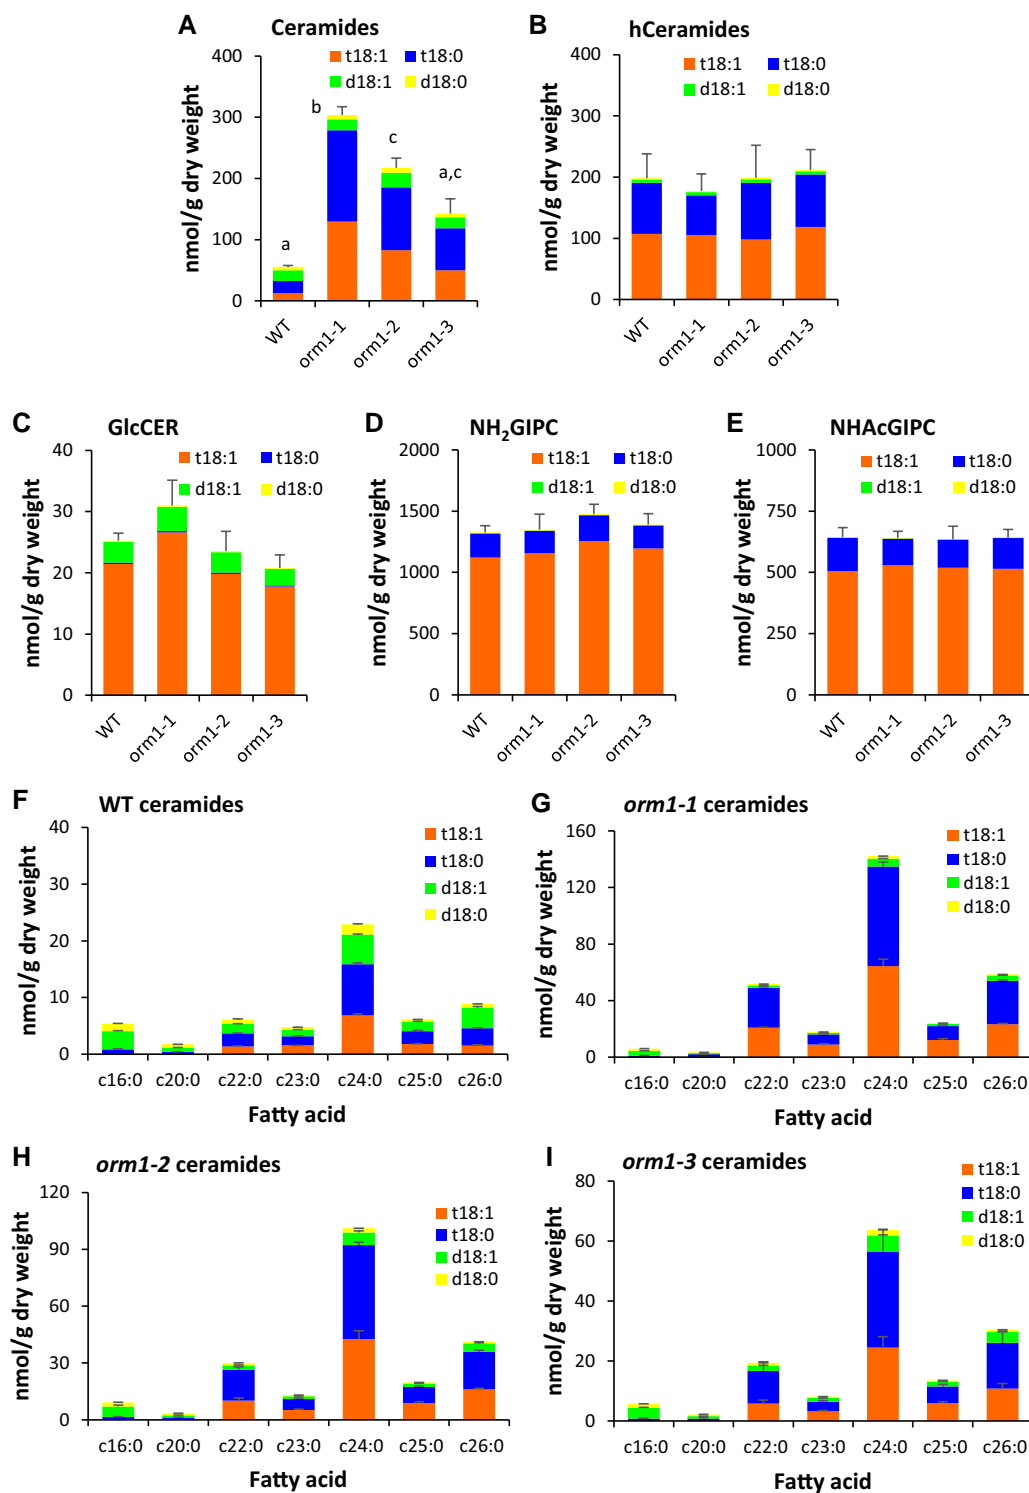 A Ceramides
t18:1 t18:0
d18:1 d18:0
nmol/g dry weight
400
300
200
100
0
a
b
c
a,c
WT orm1-1 orm1-2 orm1-3
B hCeramides
t18:1 t18:0
d18:1 d18:0
nmol/g dry weight
400
300
200
100
0
WT orm1-1 orm1-2 orm1-3
C GlcCER
t18:1 t18:0
d18:1 d18:0
nmol/g dry weight
40
30
20
10
0
WT orm1-1 orm1-2 orm1-3
D NH₂GIPC
t18:1 t18:0
d18:1 d18:0
nmol/g dry weight
2000
1500
1000
500
0
WT orm1-1 orm1-2 orm1-3
E NHAcGIPC
t18:1 t18:0
d18:1 d18:0
nmol/g dry weight
1000
750
500
250
0
WT orm1-1 orm1-2 orm1-3
F WT ceramides
t18:1
t18:0
d18:1
d18:0
nmol/g dry weight
40
30
20
10
0
c16:0 c20:0 c22:0 c23:0 c24:0 c25:0 c26:0
Fatty acid
G orm1-1 ceramides
t18:1
t18:0
d18:1
d18:0
nmol/g dry weight
160
120
80
40
0
c16:0 c20:0 c22:0 c23:0 c24:0 c25:0 c26:0
Fatty acid
H orm1-2 ceramides
t18:1
t18:0
d18:1
d18:0
nmol/g dry weight
120
90
60
30
0
c16:0 c20:0 c22:0 c23:0 c24:0 c25:0 c26:0
Fatty acid
I orm1-3 ceramides
t18:1
t18:0
d18:1
d18:0
nmol/g dry weight
80
60
40
20
0
c16:0 c20:0 c22:0 c23:0 c24:0 c25:0 c26:0
Fatty acid